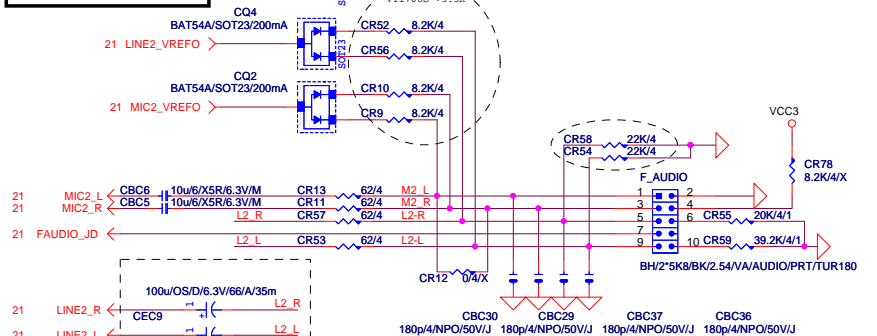 CQ4
BAT54A/SOT23/200mA
21 LINE2_VREFO
SOT23
CR52 8.2K/4
CR56 8.2K/4
CQ2
BAT54A/SOT23/200mA
21 MIC2_VREFO
CR10 8.2K/4
CR9 8.2K/4
VCC3
CR58 22K/4
CR54 22K/4
CR78
8.2K/4/X
F_AUDIO
21 MIC2_L CBC6 10u/6/X5R/6.3V/M CR13 62/4 M2_L 1 2
21 MIC2_R CBC5 10u/6/X5R/6.3V/M CR11 62/4 M2_R 3 4
L2_R CR57 62/4 L2-R 5 6 CR55 20K/4/1
21 FAUDIO_JD 7
L2_L CR53 62/4 L2-L 9 10 CR59 39.2K/4/1
BH/2*5K8/BK/2.54/VA/AUDIO/PRT/TUR180
CR12 0/4/X
100u/OS/D/6.3V/66/A/35m
21 LINE2_R 1 L2_R
CEC9
CBC30 CBC29 CBC37 CBC36
180p/4/NPO/50V/J 180p/4/NPO/50V/J 180p/4/NPO/50V/J 180p/4/NPO/50V/J
21 LINE2_L 1 L2_L